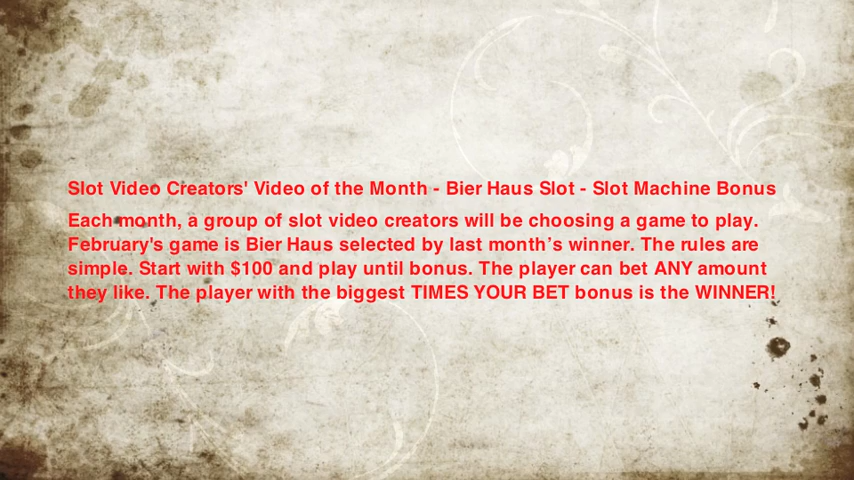 Slot Video Creators' Video of the Month - Bier Haus Slot - Slot Machine Bonus
Each month, a group of slot video creators will be choosing a game to play.
February's game is Bier Haus selected by last month’s winner. The rules are
simple. Start with $100 and play until bonus. The player can bet ANY amount
they like. The player with the biggest TIMES YOUR BET bonus is the WINNER!